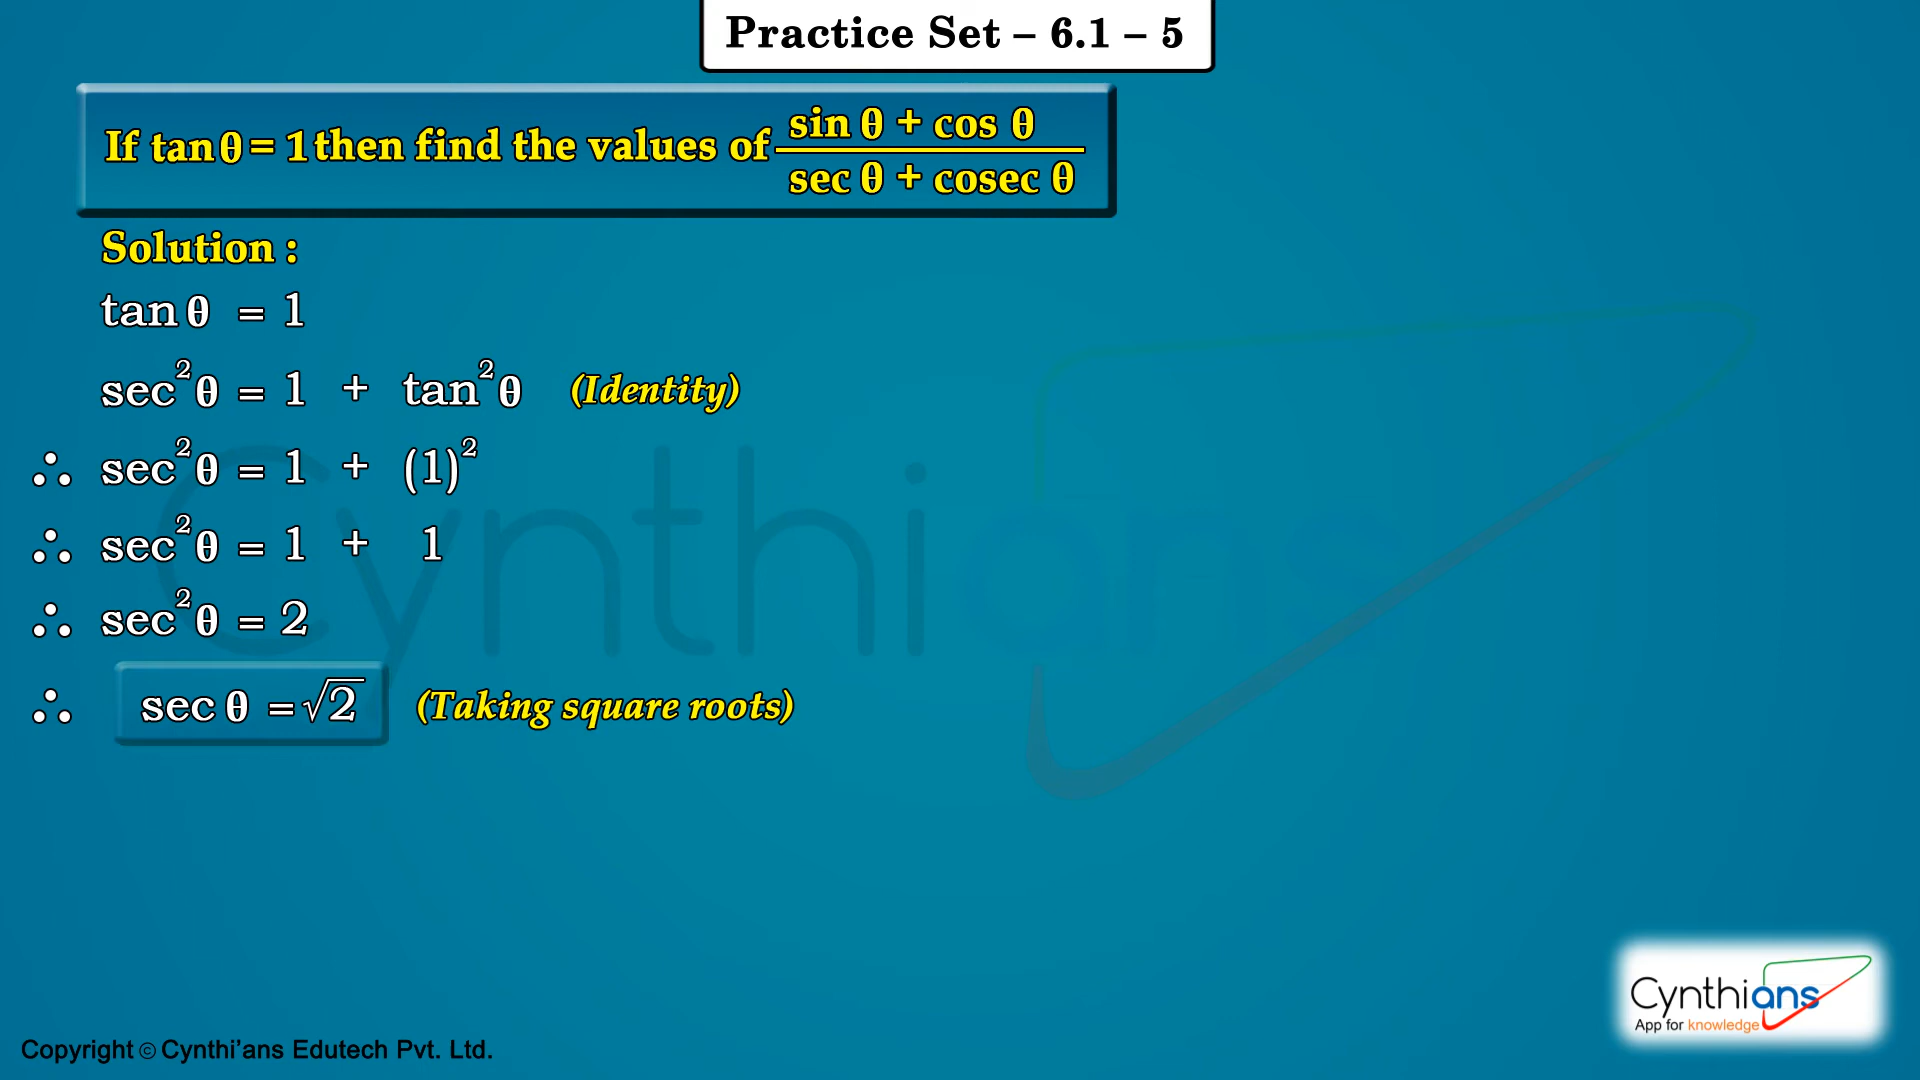 Practice Set – 6.1 – 5
If tan θ = 1 then find the values of (sin θ + cos θ) / (sec θ + cosec θ)
Solution :
tan θ = 1
sec²θ = 1 + tan²θ (Identity)
∴ sec²θ = 1 + (1)²
∴ sec²θ = 1 + 1
∴ sec²θ = 2
∴ sec θ = √2 (Taking square roots)
Cynthians
Cynthians
App for knowledge
Copyright © Cynthi’ans Edutech Pvt. Ltd.